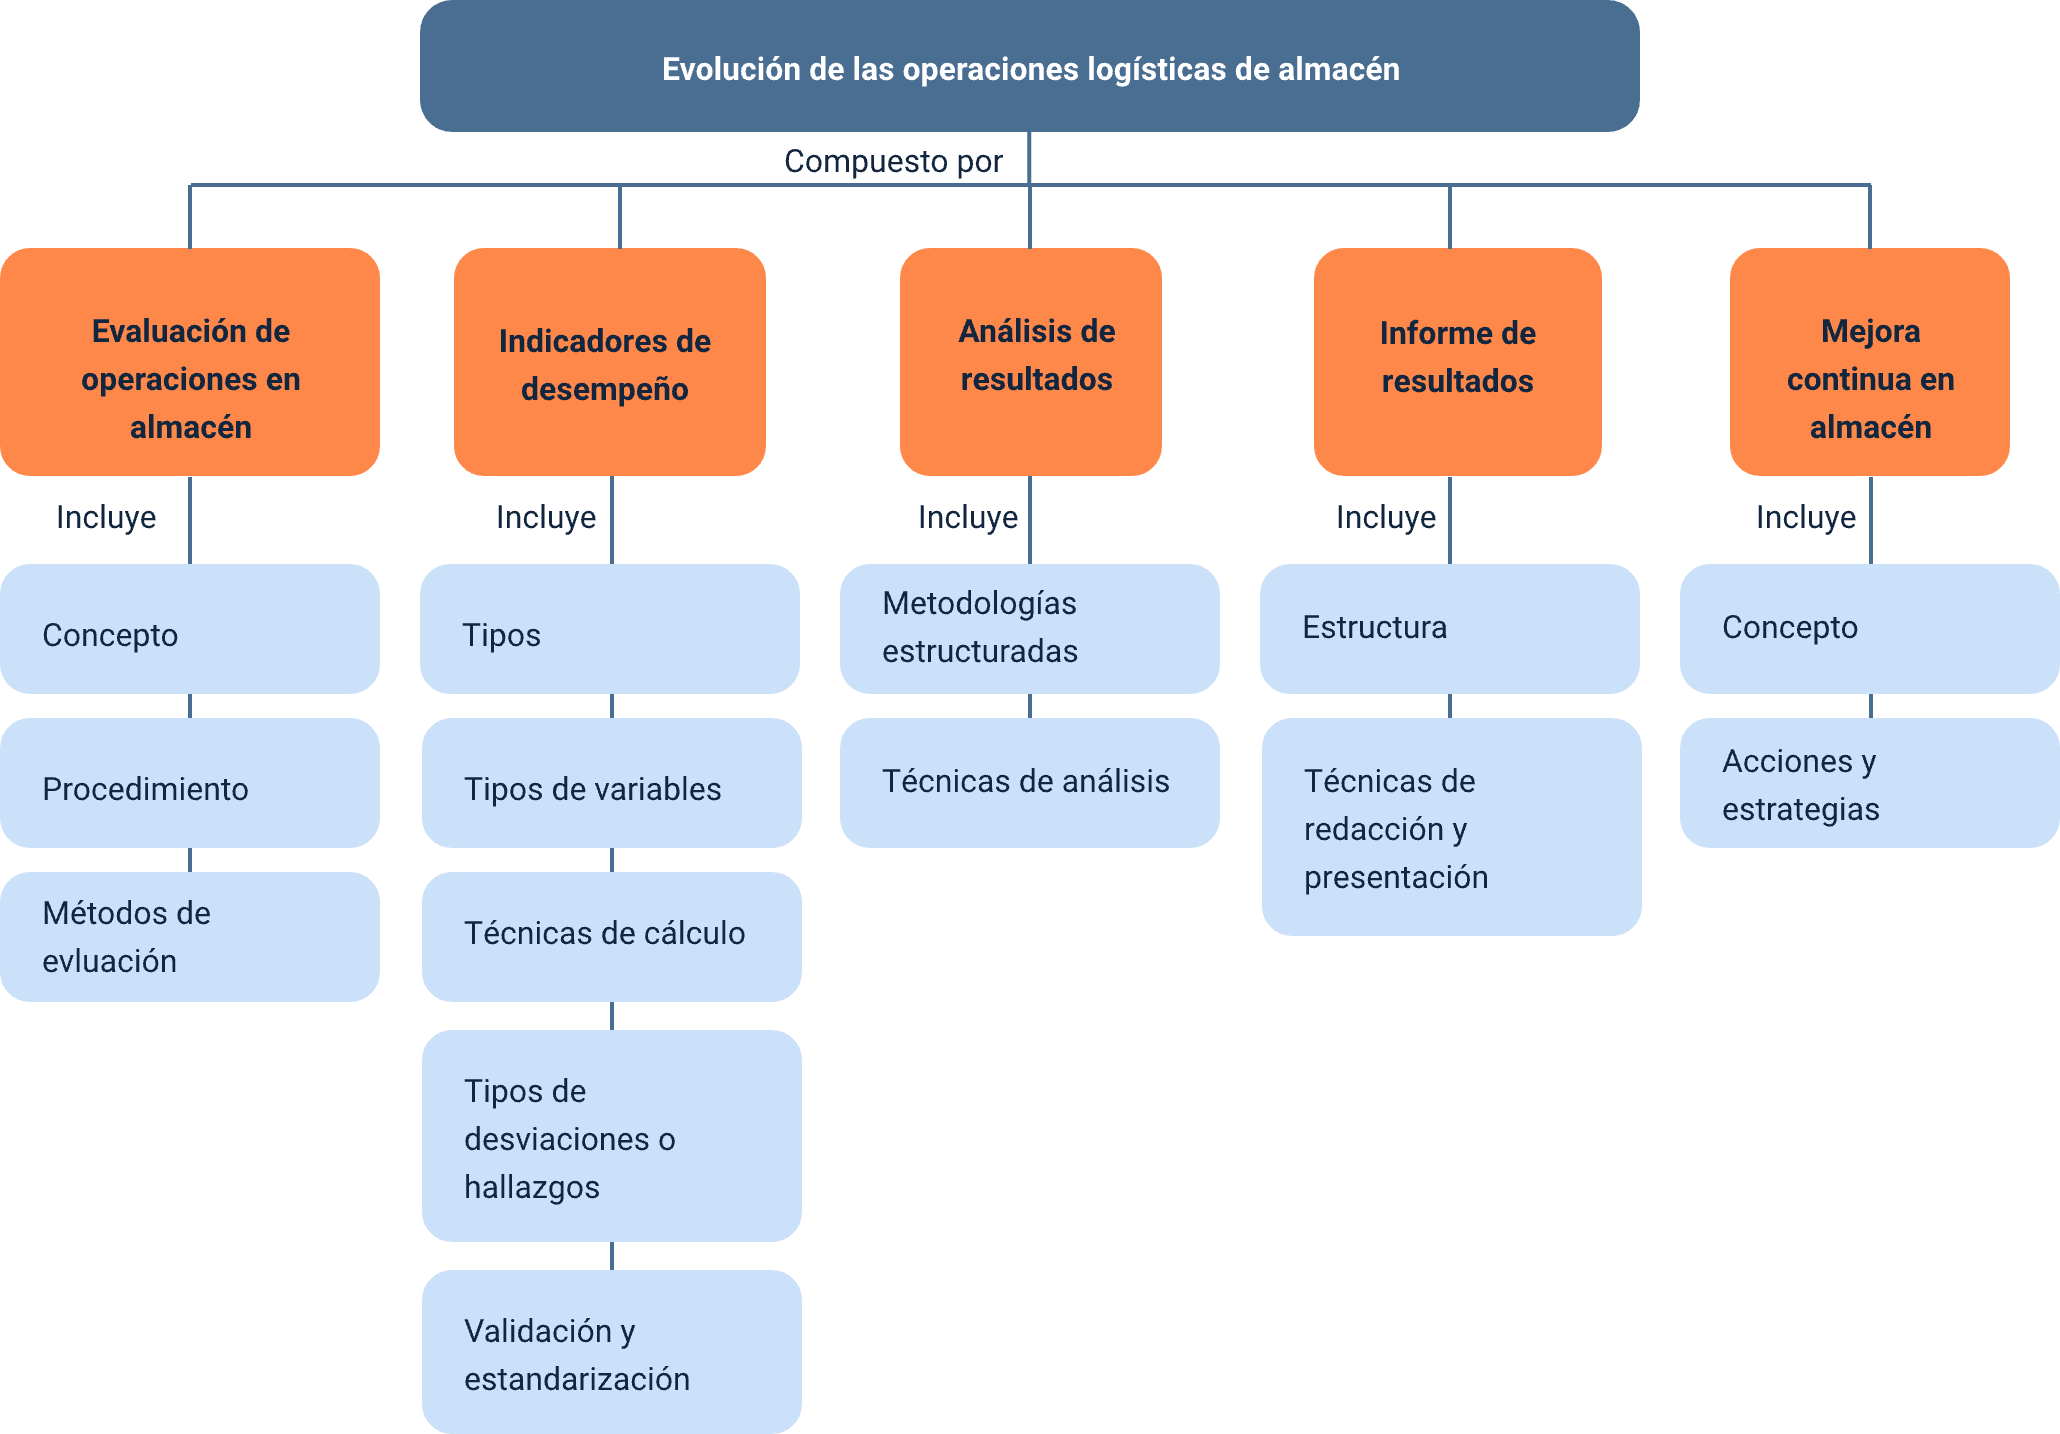 Evolución de las operaciones logísticas de almacén
Compuesto por
Evaluación de
operaciones en
almacén
Incluye
Concepto
Procedimiento
Métodos de
evluación
Indicadores de
desempeño
Incluye
Tipos
Tipos de variables
Técnicas de cálculo
Tipos de
desviaciones o
hallazgos
Validación y
estandarización
Análisis de
resultados
Incluye
Metodologías
estructuradas
Técnicas de análisis
Informe de
resultados
Incluye
Estructura
Técnicas de
redacción y
presentación
Mejora
continua en
almacén
Incluye
Concepto
Acciones y
estrategias